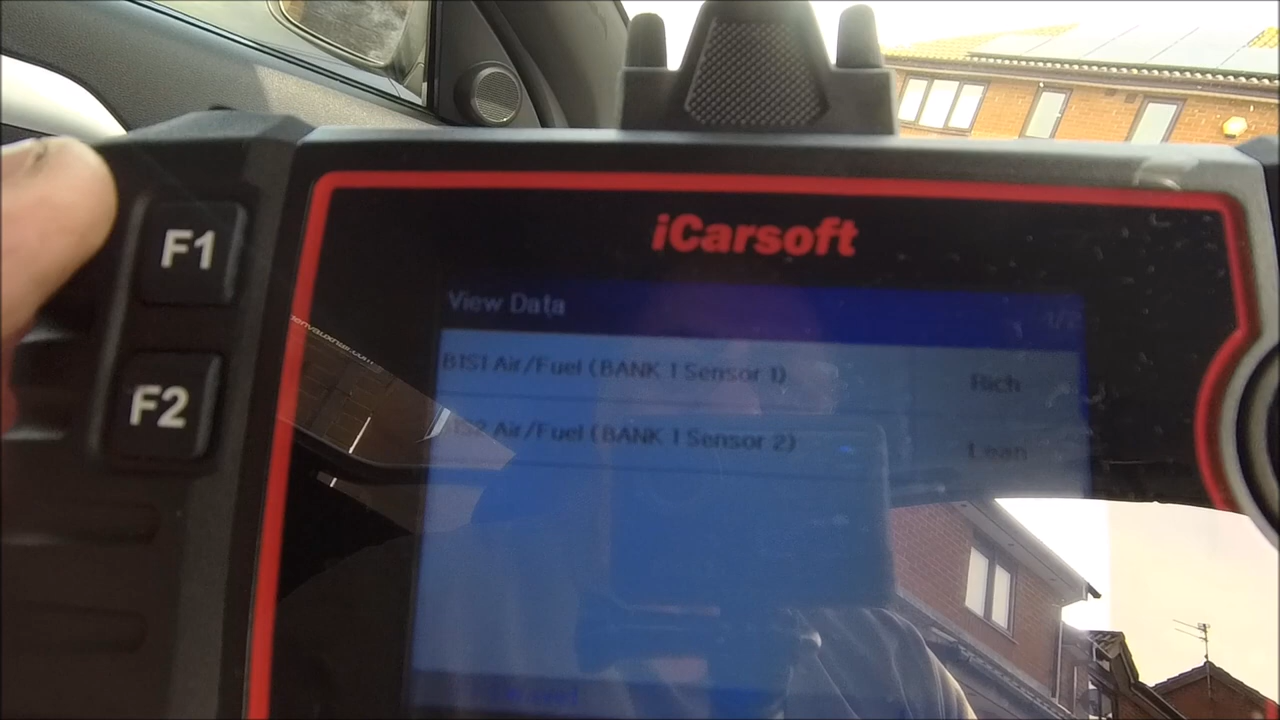 iCarsoft
F1
View Data
B1S1 Air/Fuel (BANK 1 Sensor 1) Rich
F2
Air/Fuel (BANK 1 Sensor 2) Lean